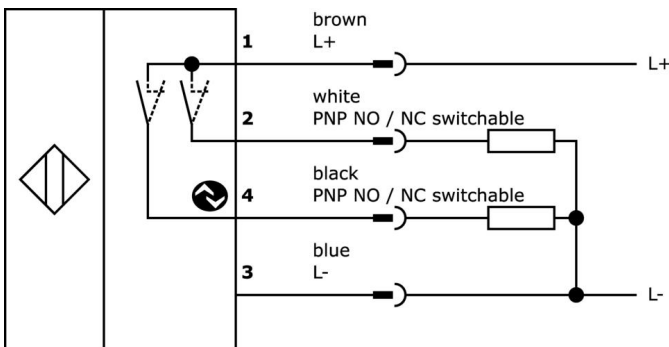 brown
1 L+ L+
white
2 PNP NO / NC switchable
black
4 PNP NO / NC switchable
blue
3 L- L-